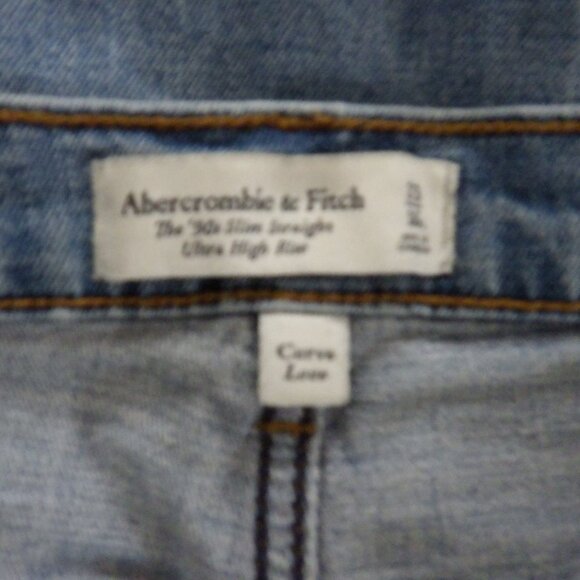 Abercrombie & Fitch
The '90s Slim Straight
Ultra High Rise
Curve
Love